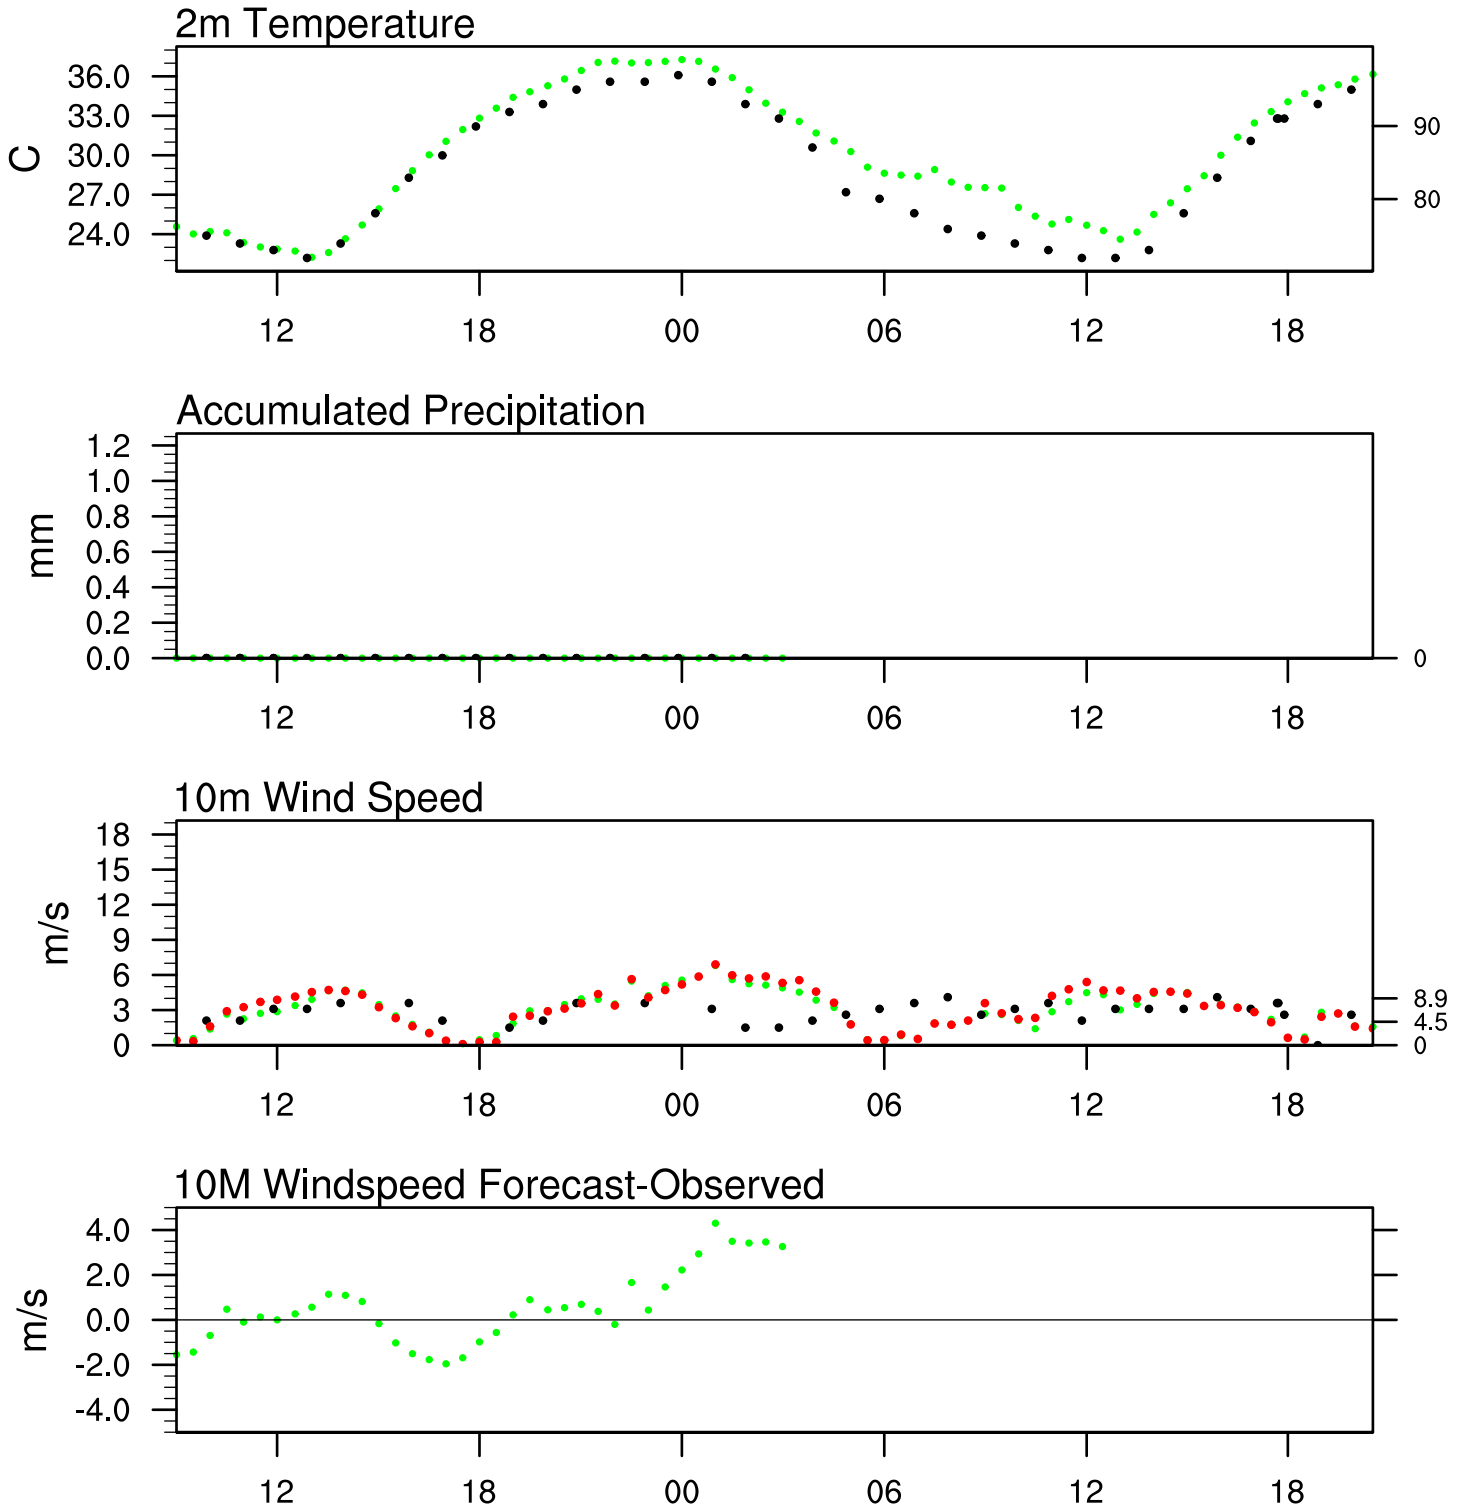 2m Temperature
36.0
33.0
30.0
27.0
24.0
C
90
80
12 18 00 06 12 18
Accumulated Precipitation
1.2
1.0
0.8
0.6
0.4
0.2
0.0
mm
0
12 18 00 06 12 18
10m Wind Speed
18
15
12
9
6
3
0
m/s
8.9
4.5
0
12 18 00 06 12 18
10M Windspeed Forecast-Observed
4.0
2.0
0.0
-2.0
-4.0
m/s
12 18 00 06 12 18